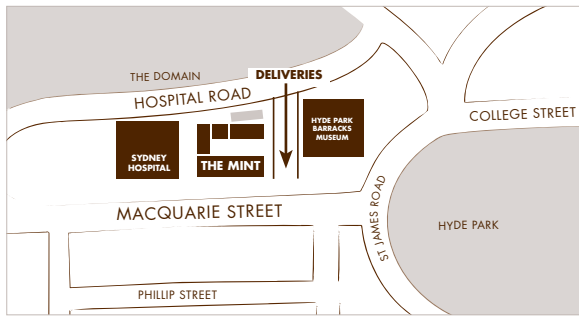 THE DOMAIN
DELIVERIES
HOSPITAL ROAD
COLLEGE STREET
HYDE PARK
BARRACKS
MUSEUM
SYDNEY
HOSPITAL
THE MINT
MACQUARIE STREET
ST JAMES ROAD
HYDE PARK
PHILLIP STREET